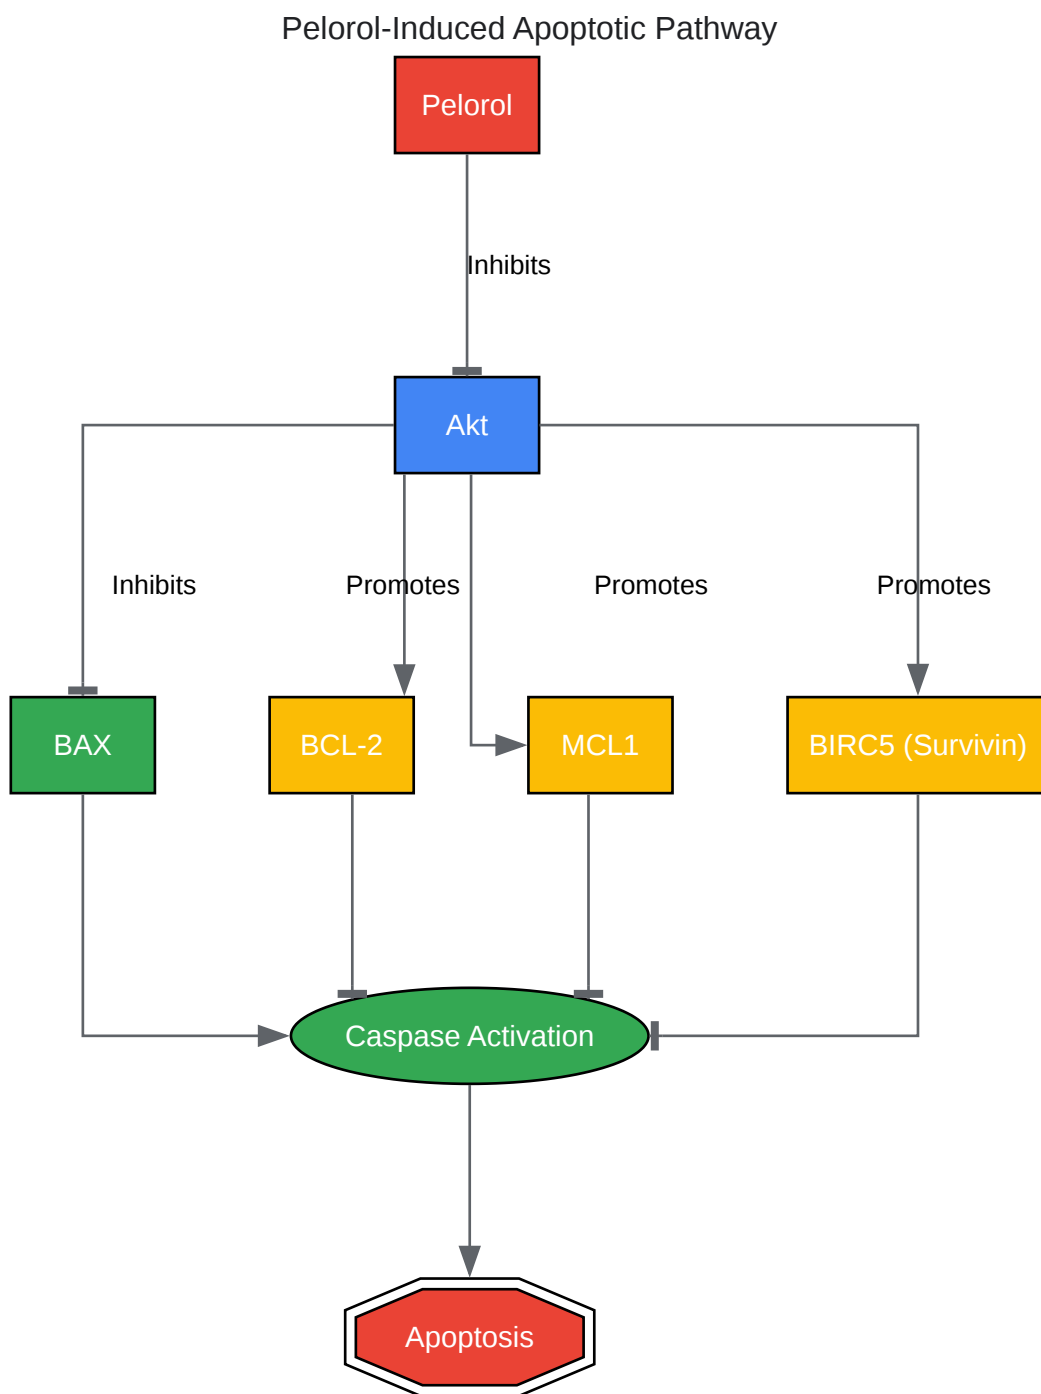 Pelorol-Induced Apoptotic Pathway
Pelorol
Inhibits
Akt
Inhibits
Promotes
Promotes
Promotes
BAX
BCL-2
MCL1
BIRC5 (Survivin)
Caspase Activation
Apoptosis